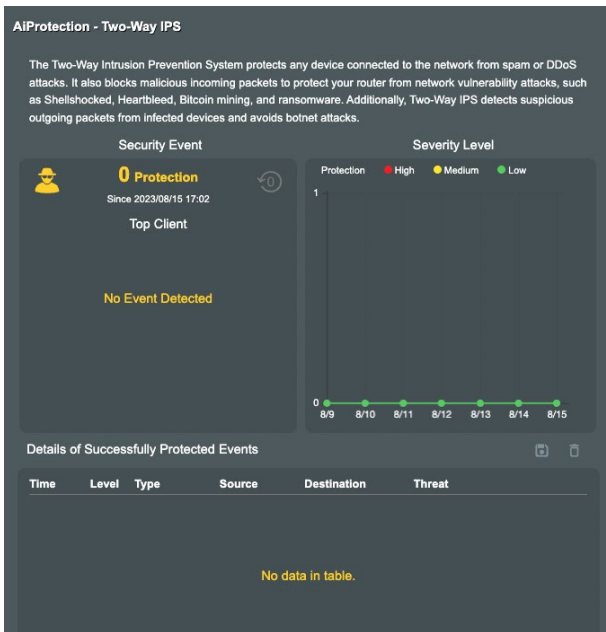 AiProtection - Two-Way IPS
The Two-Way Intrusion Prevention System protects any device connected to the network from spam or DDoS
attacks. It also blocks malicious incoming packets to protect your router from network vulnerability attacks, such
as Shellshocked, Heartbleed, Bitcoin mining, and ransomware. Additionally, Two-Way IPS detects suspicious
outgoing packets from infected devices and avoids botnet attacks.
Security Event
0 Protection
0
Since 2023/08/15 17:02
Top Client
No Event Detected
Severity Level
Protection High Medium Low
1
0
8/9 8/10 8/11 8/12 8/13 8/14 8/15
Details of Successfully Protected Events
Time Level Type Source Destination Threat
No data in table.